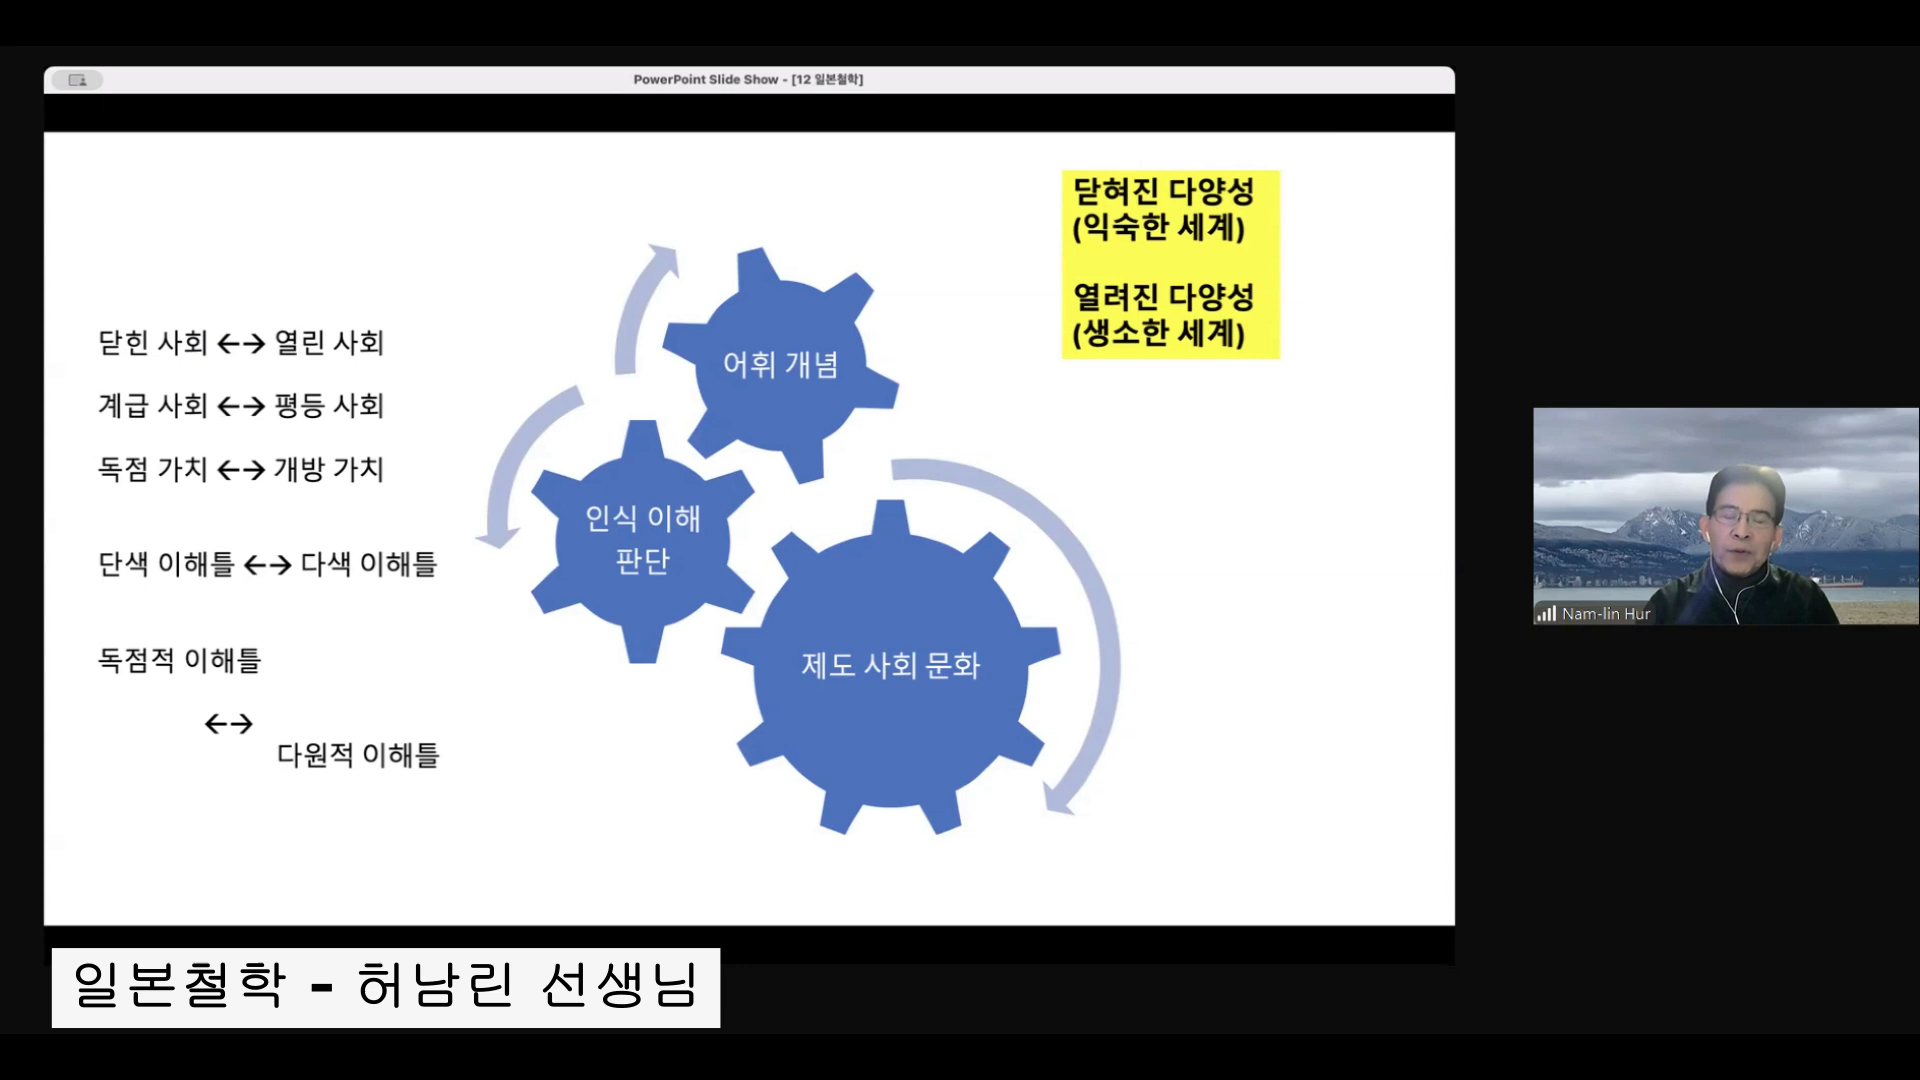 PowerPoint Slide Show - [12 일본철학]
닫혀진 다양성
(익숙한 세계)
열려진 다양성
(생소한 세계)
닫힌 사회 ←→ 열린 사회
계급 사회 ←→ 평등 사회
독점 가치 ←→ 개방 가치
단색 이해틀 ←→ 다색 이해틀
독점적 이해틀
←→
다원적 이해틀
어휘 개념
인식 이해
판단
제도 사회 문화
Nam-lin Hur
일본철학 - 허남린 선생님